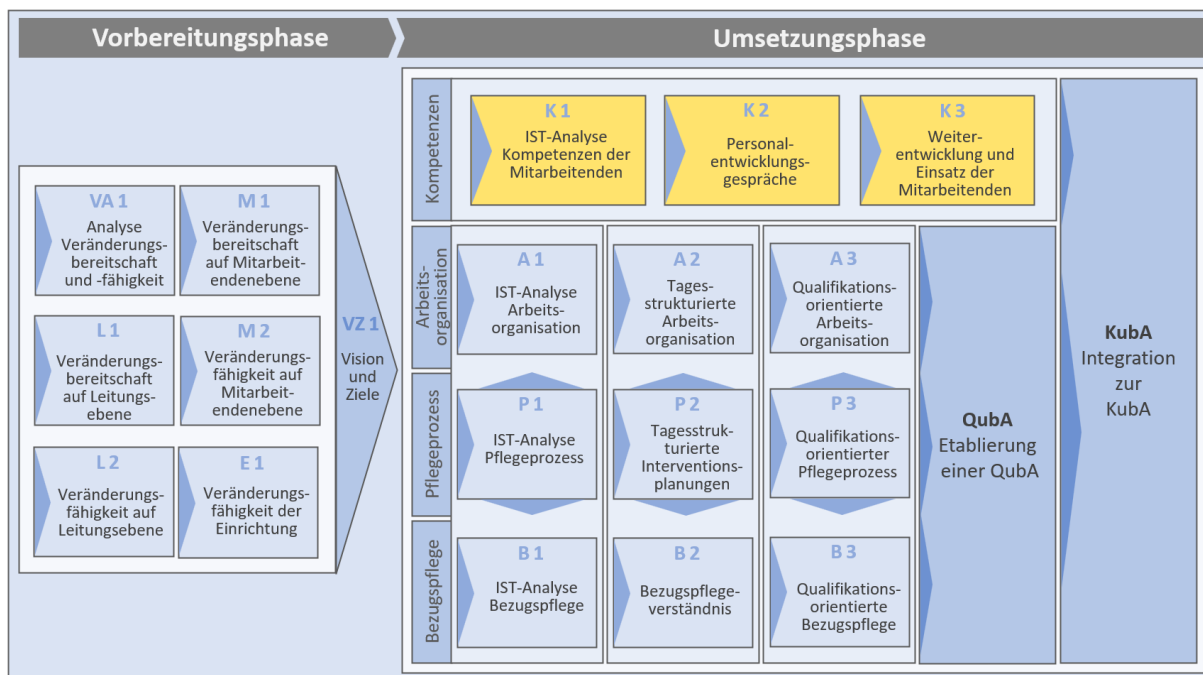 Vorbereitungsphase
VA 1
Analyse
Veränderungs-
bereitschaft
und -fähigkeit
M 1
Veränderungs-
bereitschaft
auf Mitarbeit-
endenebene
L 1
Veränderungs-
bereitschaft
auf Leitungs-
ebene
M 2
Veränderungs-
fähigkeit auf
Mitarbeit-
endenebene
L 2
Veränderungs-
fähigkeit auf
Leitungsebene
E 1
Veränderungs-
fähigkeit der
Einrichtung
VZ 1
Vision
und
Ziele
Umsetzungsphase
Kompetenzen
K 1
IST-Analyse
Kompetenzen der
Mitarbeitenden
K 2
Personal-
entwicklungs-
gespräche
K 3
Weiter-
entwicklung und
Einsatz der
Mitarbeitenden
Arbeits-
organisation
A 1
IST-Analyse
Arbeits-
organisation
A 2
Tages-
strukturierte
Arbeits-
organisation
A 3
Qualifikations-
orientierte
Arbeits-
organisation
Pflegeprozess
P 1
IST-Analyse
Pflegeprozess
P 2
Tagesstruk-
turierte
Interventions-
planungen
P 3
Qualifikations-
orientierter
Pflegeprozess
Bezugspflege
B 1
IST-Analyse
Bezugspflege
B 2
Bezugspflege-
verständnis
B 3
Qualifikations-
orientierte
Bezugspflege
QubA
Etablierung
einer QubA
KubA
Integration
zur
KubA